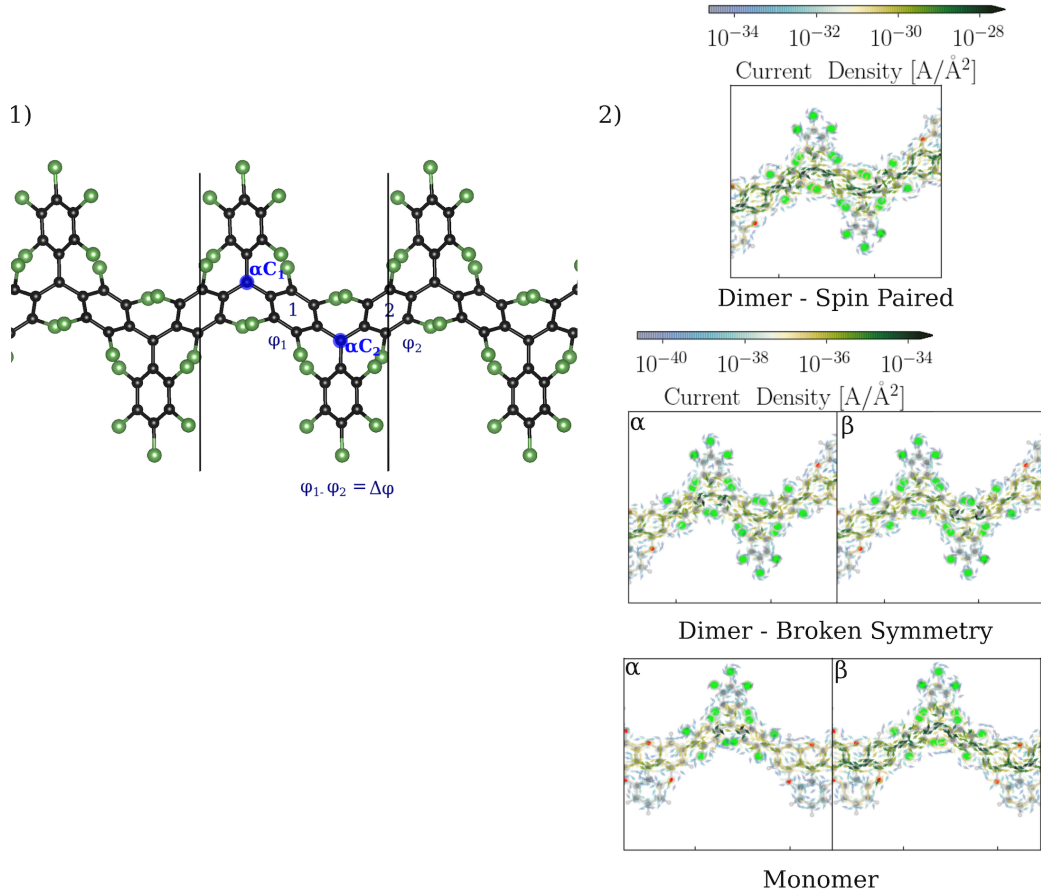 1)
αC₁
1
2
φ₁
αC₂
φ₂
φ₁- φ₂ = Δφ
2)
10⁻³⁴ 10⁻³² 10⁻³⁰ 10⁻²⁸
Current Density [A/Å²]
Dimer - Spin Paired
10⁻⁴⁰ 10⁻³⁸ 10⁻³⁶ 10⁻³⁴
Current Density [A/Å²]
α β
Dimer - Broken Symmetry
α β
Monomer